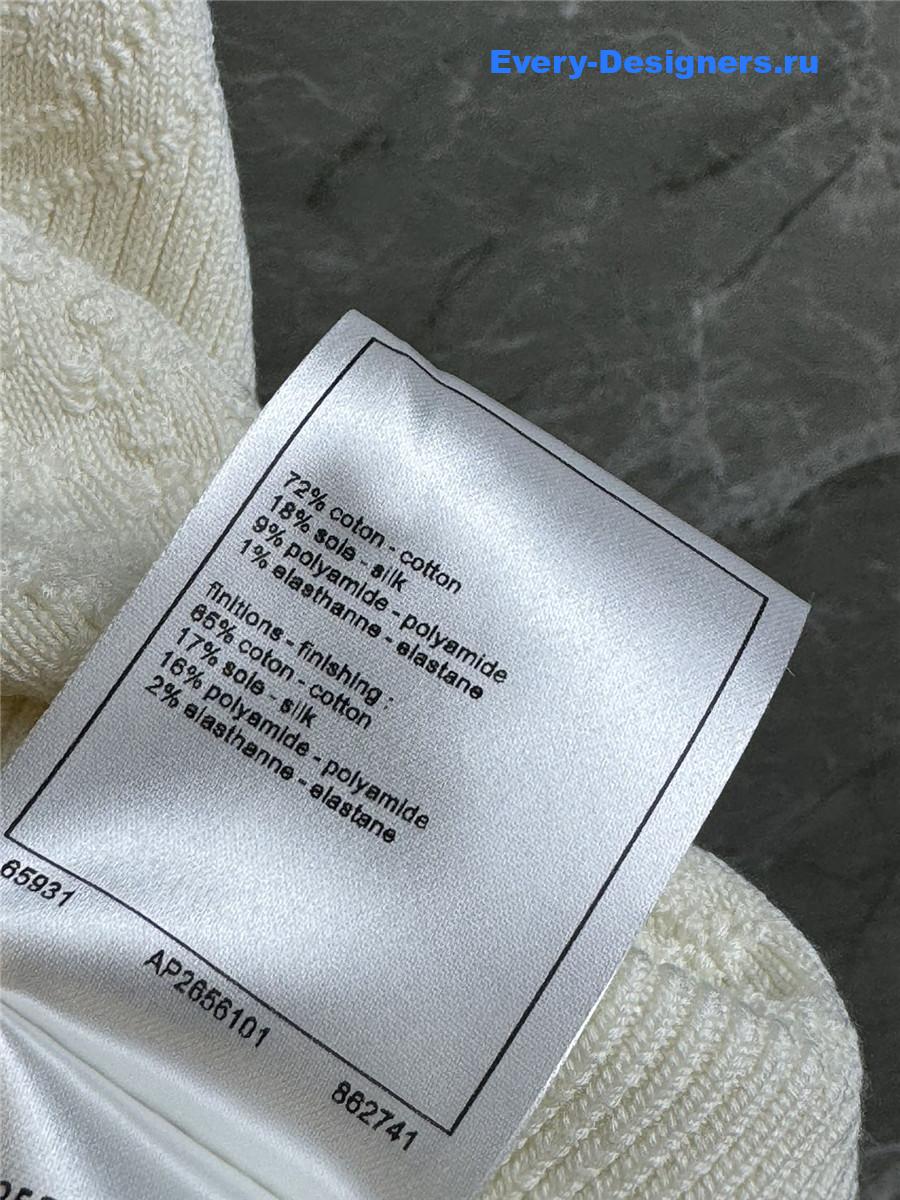 Every-Designers.ru
72% coton - cotton
18% soie - silk
9% polyamide - polyamide
1% elasthanne - elastane
finitions - finishing :
65% coton - cotton
17% soie - silk
16% polyamide - polyamide
2% elasthanne - elastane
65931
AP2656101
862741